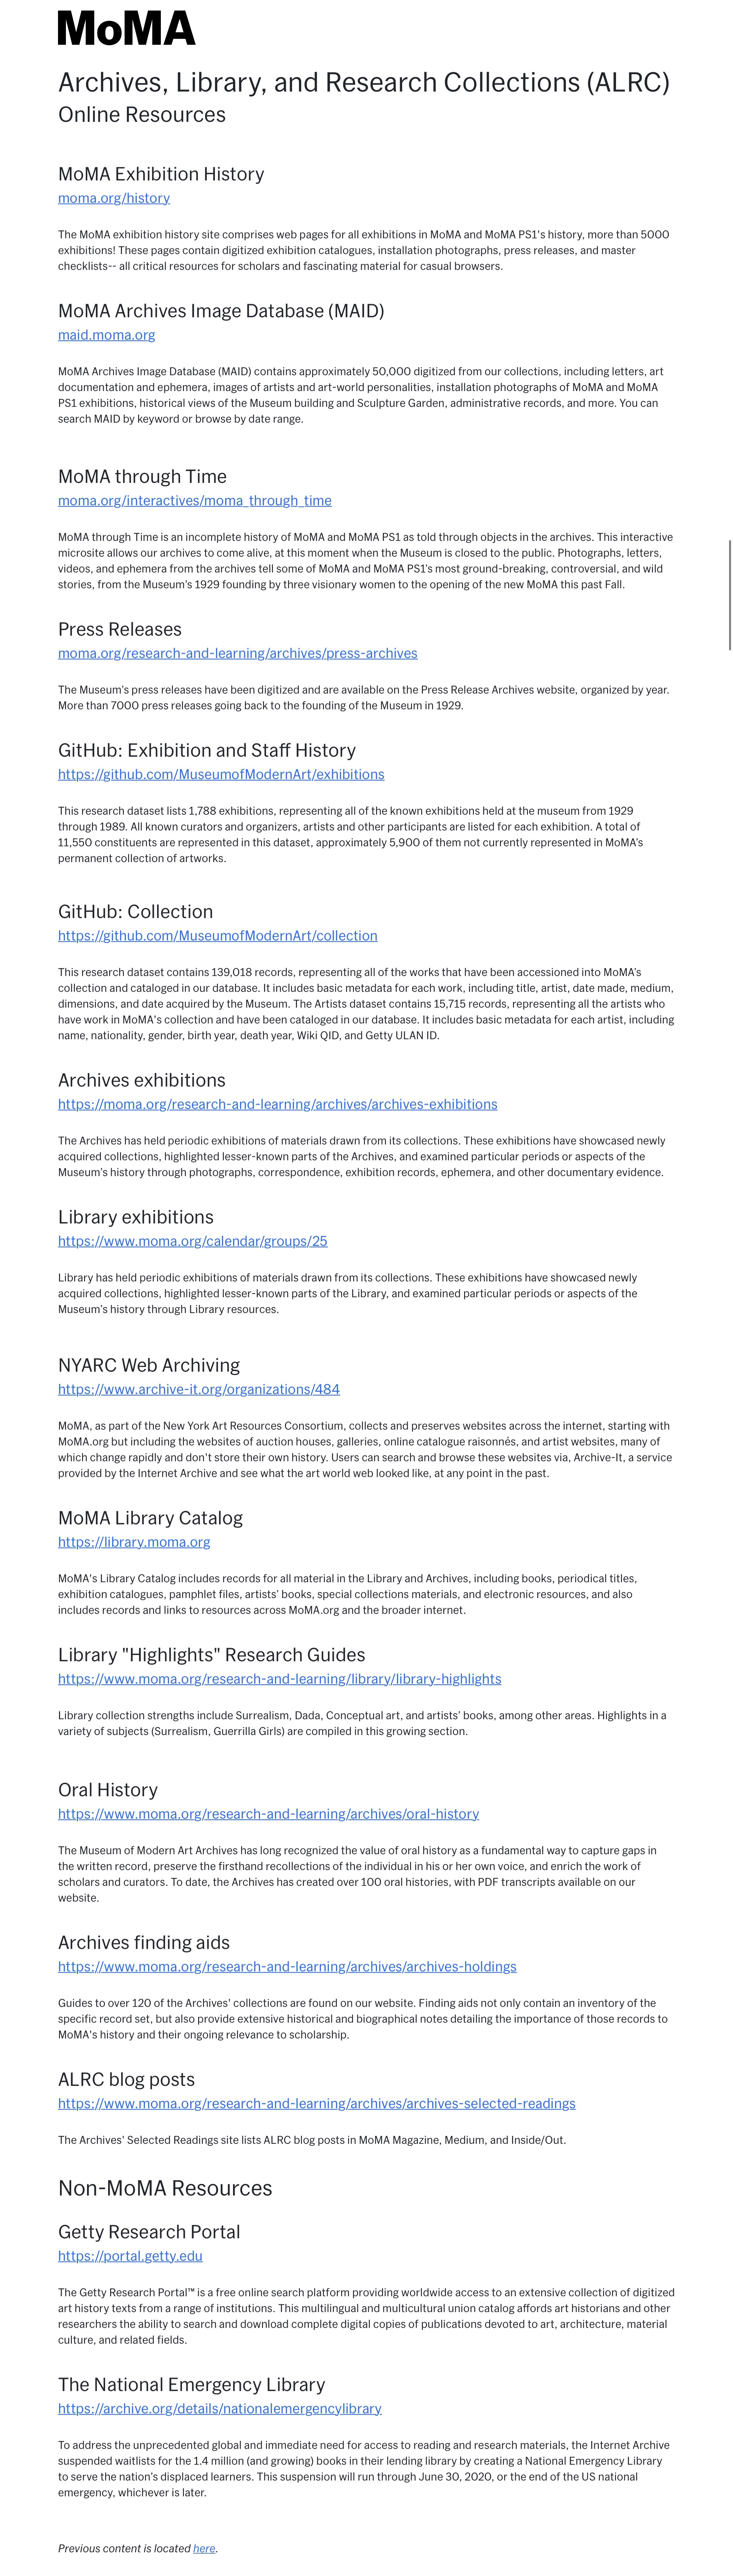 MoMA
Archives, Library, and Research Collections (ALRC)
Online Resources
MoMA Exhibition History
moma.org/history
The MoMA exhibition history site comprises web pages for all exhibitions in MoMA and MoMA PS1's history, more than 5000
exhibitions! These pages contain digitized exhibition catalogues, installation photographs, press releases, and master
checklists-- all critical resources for scholars and fascinating material for casual browsers.
MoMA Archives Image Database (MAID)
maid.moma.org
MoMA Archives Image Database (MAID) contains approximately 50,000 digitized from our collections, including letters, art
documentation and ephemera, images of artists and art-world personalities, installation photographs of MoMA and MoMA
PS1 exhibitions, historical views of the Museum building and Sculpture Garden, administrative records, and more. You can
search MAID by keyword or browse by date range.
MoMA through Time
moma.org/interactives/moma_through_time
MoMA through Time is an incomplete history of MoMA and MoMA PS1 as told through objects in the archives. This interactive
microsite allows our archives to come alive, at this moment when the Museum is closed to the public. Photographs, letters,
videos, and ephemera from the archives tell some of MoMA and MoMA PS1's most ground-breaking, controversial, and wild
stories, from the Museum's 1929 founding by three visionary women to the opening of the new MoMA this past Fall.
Press Releases
moma.org/research-and-learning/archives/press-archives
The Museum's press releases have been digitized and are available on the Press Release Archives website, organized by year.
More than 7000 press releases going back to the founding of the Museum in 1929.
GitHub: Exhibition and Staff History
https://github.com/MuseumofModernArt/exhibitions
This research dataset lists 1,788 exhibitions, representing all of the known exhibitions held at the museum from 1929
through 1989. All known curators and organizers, artists and other participants are listed for each exhibition. A total of
11,550 constituents are represented in this dataset, approximately 5,900 of them not currently represented in MoMA's
permanent collection of artworks.
GitHub: Collection
https://github.com/MuseumofModernArt/collection
This research dataset contains 139,018 records, representing all of the works that have been accessioned into MoMA's
collection and cataloged in our database. It includes basic metadata for each work, including title, artist, date made, medium,
dimensions, and date acquired by the Museum. The Artists dataset contains 15,715 records, representing all the artists who
have work in MoMA's collection and have been cataloged in our database. It includes basic metadata for each artist, including
name, nationality, gender, birth year, death year, Wiki QID, and Getty ULAN ID.
Archives exhibitions
https://moma.org/research-and-learning/archives/archives-exhibitions
The Archives has held periodic exhibitions of materials drawn from its collections. These exhibitions have showcased newly
acquired collections, highlighted lesser-known parts of the Archives, and examined particular periods or aspects of the
Museum's history through photographs, correspondence, exhibition records, ephemera, and other documentary evidence.
Library exhibitions
https://www.moma.org/calendar/groups/25
Library has held periodic exhibitions of materials drawn from its collections. These exhibitions have showcased newly
acquired collections, highlighted lesser-known parts of the Library, and examined particular periods or aspects of the
Museum's history through Library resources.
NYARC Web Archiving
https://www.archive-it.org/organizations/484
MoMA, as part of the New York Art Resources Consortium, collects and preserves websites across the internet, starting with
MoMA.org but including the websites of auction houses, galleries, online catalogue raisonnés, and artist websites, many of
which change rapidly and don't store their own history. Users can search and browse these websites via, Archive-It, a service
provided by the Internet Archive and see what the art world web looked like, at any point in the past.
MoMA Library Catalog
https://library.moma.org
MoMA's Library Catalog includes records for all material in the Library and Archives, including books, periodical titles,
exhibition catalogues, pamphlet files, artists' books, special collections materials, and electronic resources, and also
includes records and links to resources across MoMA.org and the broader internet.
Library "Highlights" Research Guides
https://www.moma.org/research-and-learning/library/library-highlights
Library collection strengths include Surrealism, Dada, Conceptual art, and artists' books, among other areas. Highlights in a
variety of subjects (Surrealism, Guerrilla Girls) are compiled in this growing section.
Oral History
https://www.moma.org/research-and-learning/archives/oral-history
The Museum of Modern Art Archives has long recognized the value of oral history as a fundamental way to capture gaps in
the written record, preserve the firsthand recollections of the individual in his or her own voice, and enrich the work of
scholars and curators. To date, the Archives has created over 100 oral histories, with PDF transcripts available on our
website.
Archives finding aids
https://www.moma.org/research-and-learning/archives/archives-holdings
Guides to over 120 of the Archives' collections are found on our website. Finding aids not only contain an inventory of the
specific record set, but also provide extensive historical and biographical notes detailing the importance of those records to
MoMA's history and their ongoing relevance to scholarship.
ALRC blog posts
https://www.moma.org/research-and-learning/archives/archives-selected-readings
The Archives' Selected Readings site lists ALRC blog posts in MoMA Magazine, Medium, and Inside/Out.
Non-MoMA Resources
Getty Research Portal
https://portal.getty.edu
The Getty Research Portal™ is a free online search platform providing worldwide access to an extensive collection of digitized
art history texts from a range of institutions. This multilingual and multicultural union catalog affords art historians and other
researchers the ability to search and download complete digital copies of publications devoted to art, architecture, material
culture, and related fields.
The National Emergency Library
https://archive.org/details/nationalemergencylibrary
To address the unprecedented global and immediate need for access to reading and research materials, the Internet Archive
suspended waitlists for the 1.4 million (and growing) books in their lending library by creating a National Emergency Library
to serve the nation's displaced learners. This suspension will run through June 30, 2020, or the end of the US national
emergency, whichever is later.
Previous content is located here.